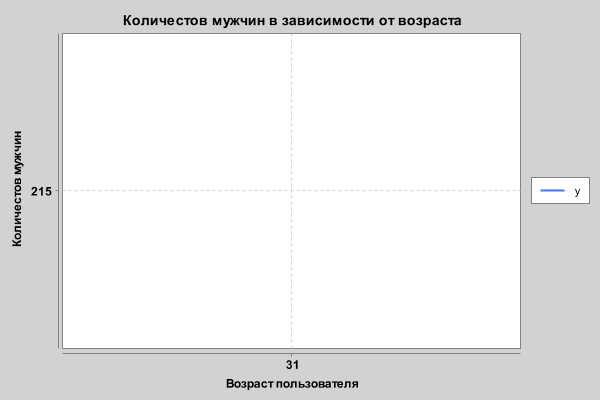 Количестов мужчин в зависимости от возраста
Количестов мужчин
215
31
Возраст пользователя
y